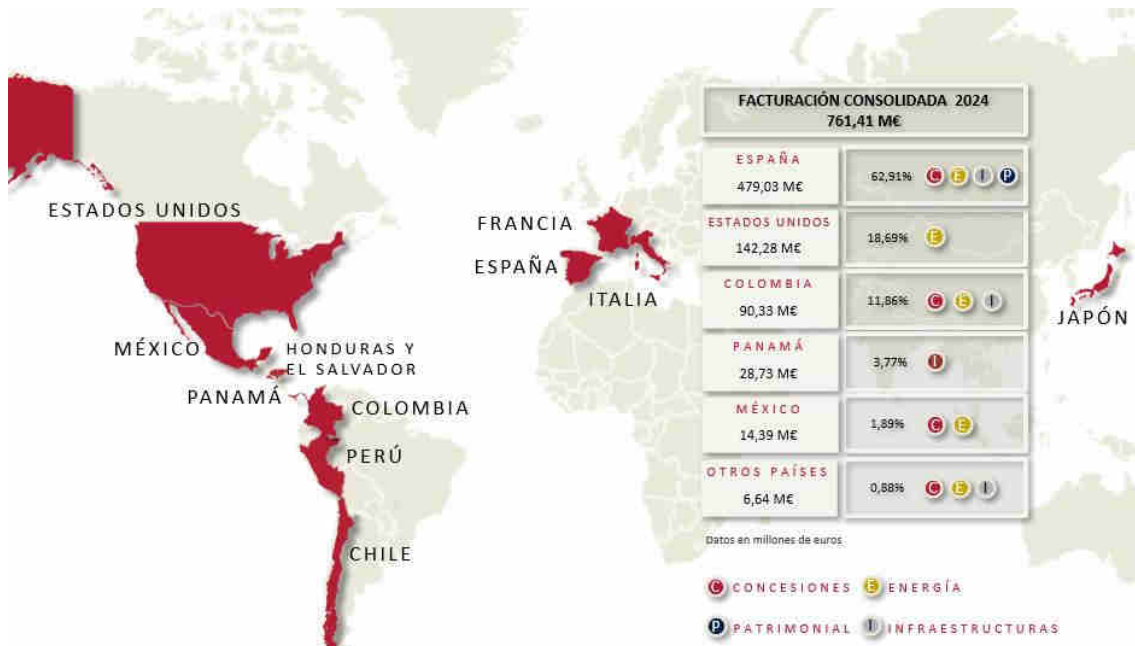 ESTADOS UNIDOS
MÉXICO
HONDURAS Y
EL SALVADOR
PANAMÁ
COLOMBIA
PERÚ
CHILE
FRANCIA
ESPAÑA
ITALIA
JAPÓN
FACTURACIÓN CONSOLIDADA 2024
761,41 M€
ESPAÑA
479,03 M€
62,91% C E I P
ESTADOS UNIDOS
142,28 M€
18,69% E
COLOMBIA
90,33 M€
11,86% C E I
PANAMÁ
28,73 M€
3,77% I
MÉXICO
14,39 M€
1,89% C E
OTROS PAÍSES
6,64 M€
0,88% C E I
Datos en millones de euros
C CONCESIONES E ENERGÍA
P PATRIMONIAL I INFRAESTRUCTURAS